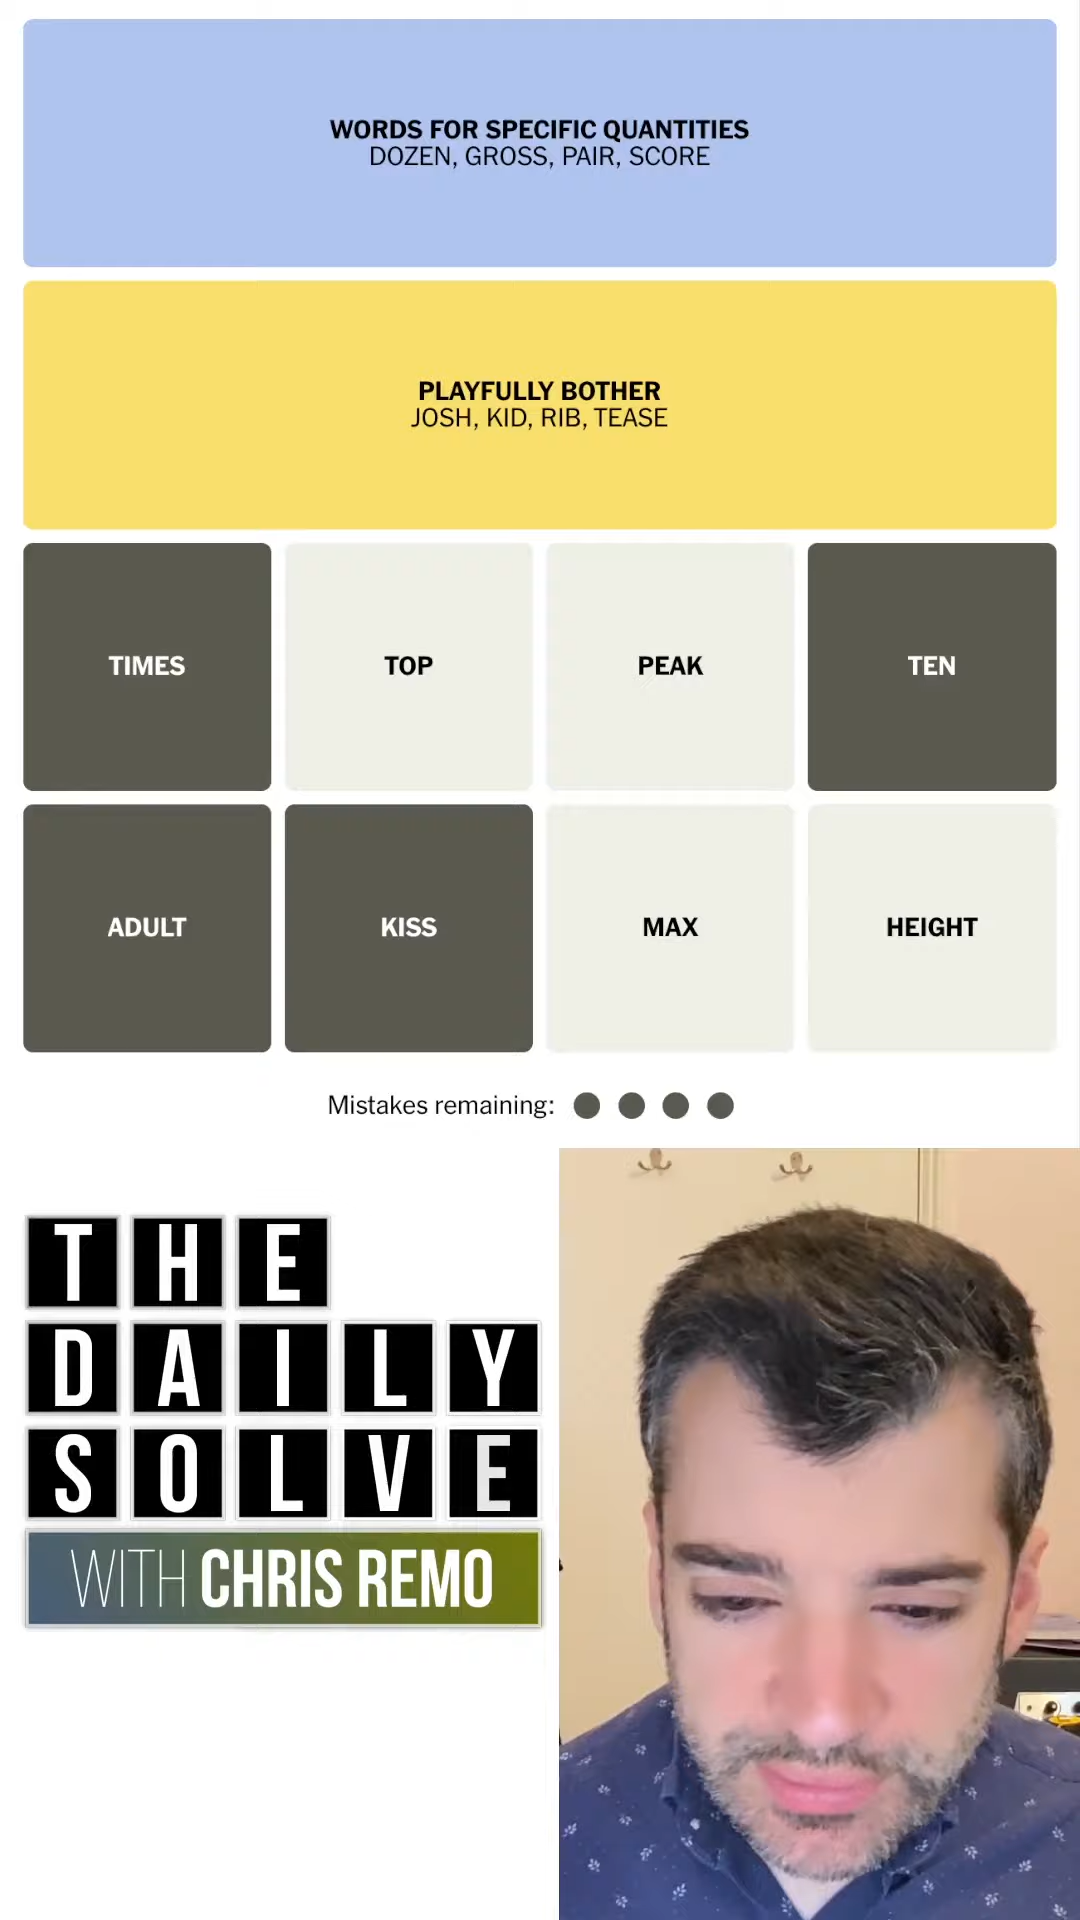 WORDS FOR SPECIFIC QUANTITIES
DOZEN, GROSS, PAIR, SCORE
PLAYFULLY BOTHER
JOSH, KID, RIB, TEASE
TIMES TOP PEAK TEN
ADULT KISS MAX HEIGHT
Mistakes remaining:
THE
DAILY
SOLVE
WITH CHRIS REMO